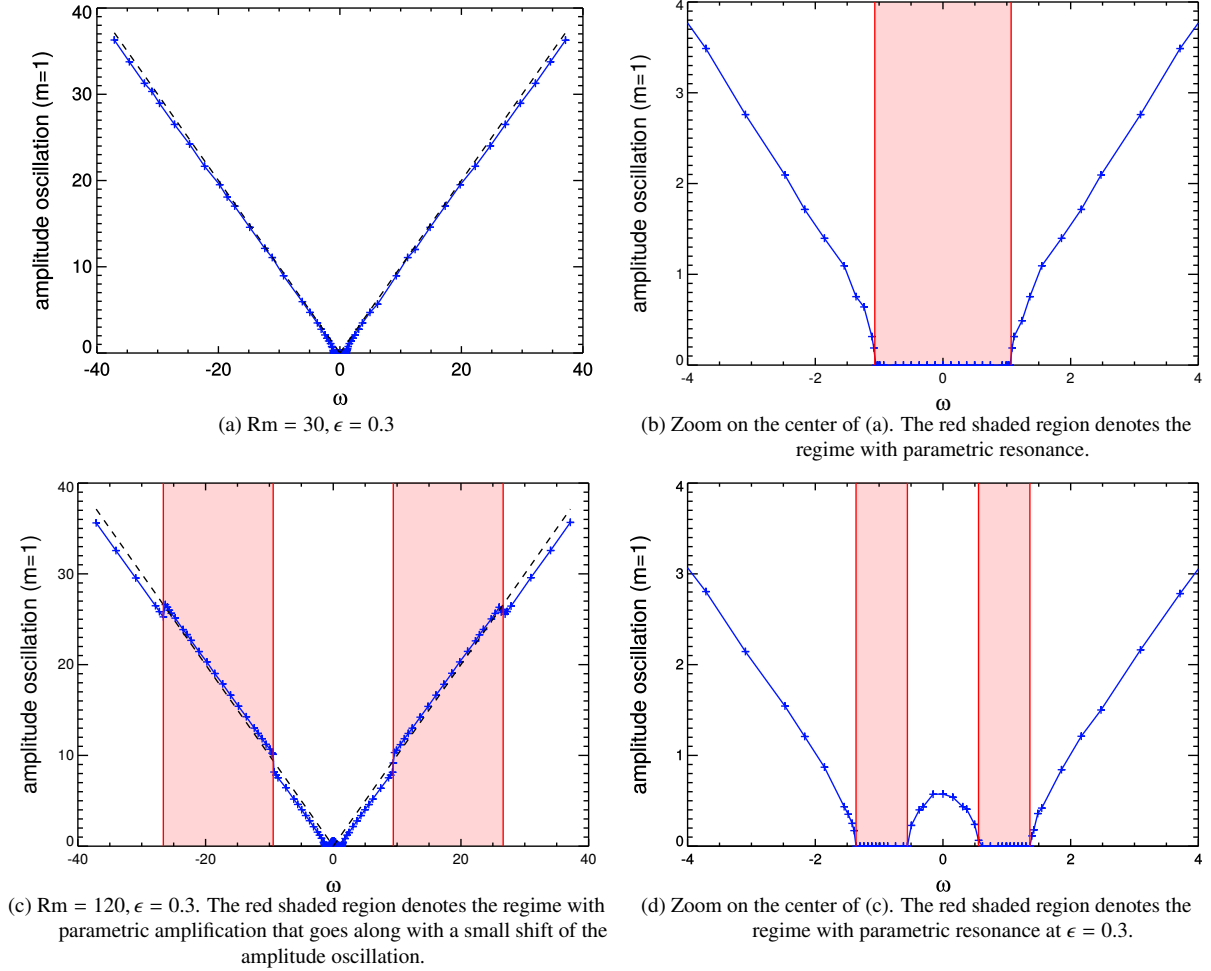 amplitude oscillation (m=1)
40
30
20
10
0
-40
-20
0
20
40
ω
(a) Rm = 30, ϵ = 0.3
amplitude oscillation (m=1)
4
3
2
1
0
-4
-2
0
2
4
ω
(b) Zoom on the center of (a). The red shaded region denotes the
regime with parametric resonance.
amplitude oscillation (m=1)
40
30
20
10
0
-40
-20
0
20
40
ω
(c) Rm = 120, ϵ = 0.3. The red shaded region denotes the regime with
parametric amplification that goes along with a small shift of the
amplitude oscillation.
amplitude oscillation (m=1)
4
3
2
1
0
-4
-2
0
2
4
ω
(d) Zoom on the center of (c). The red shaded region denotes the
regime with parametric resonance at ϵ = 0.3.